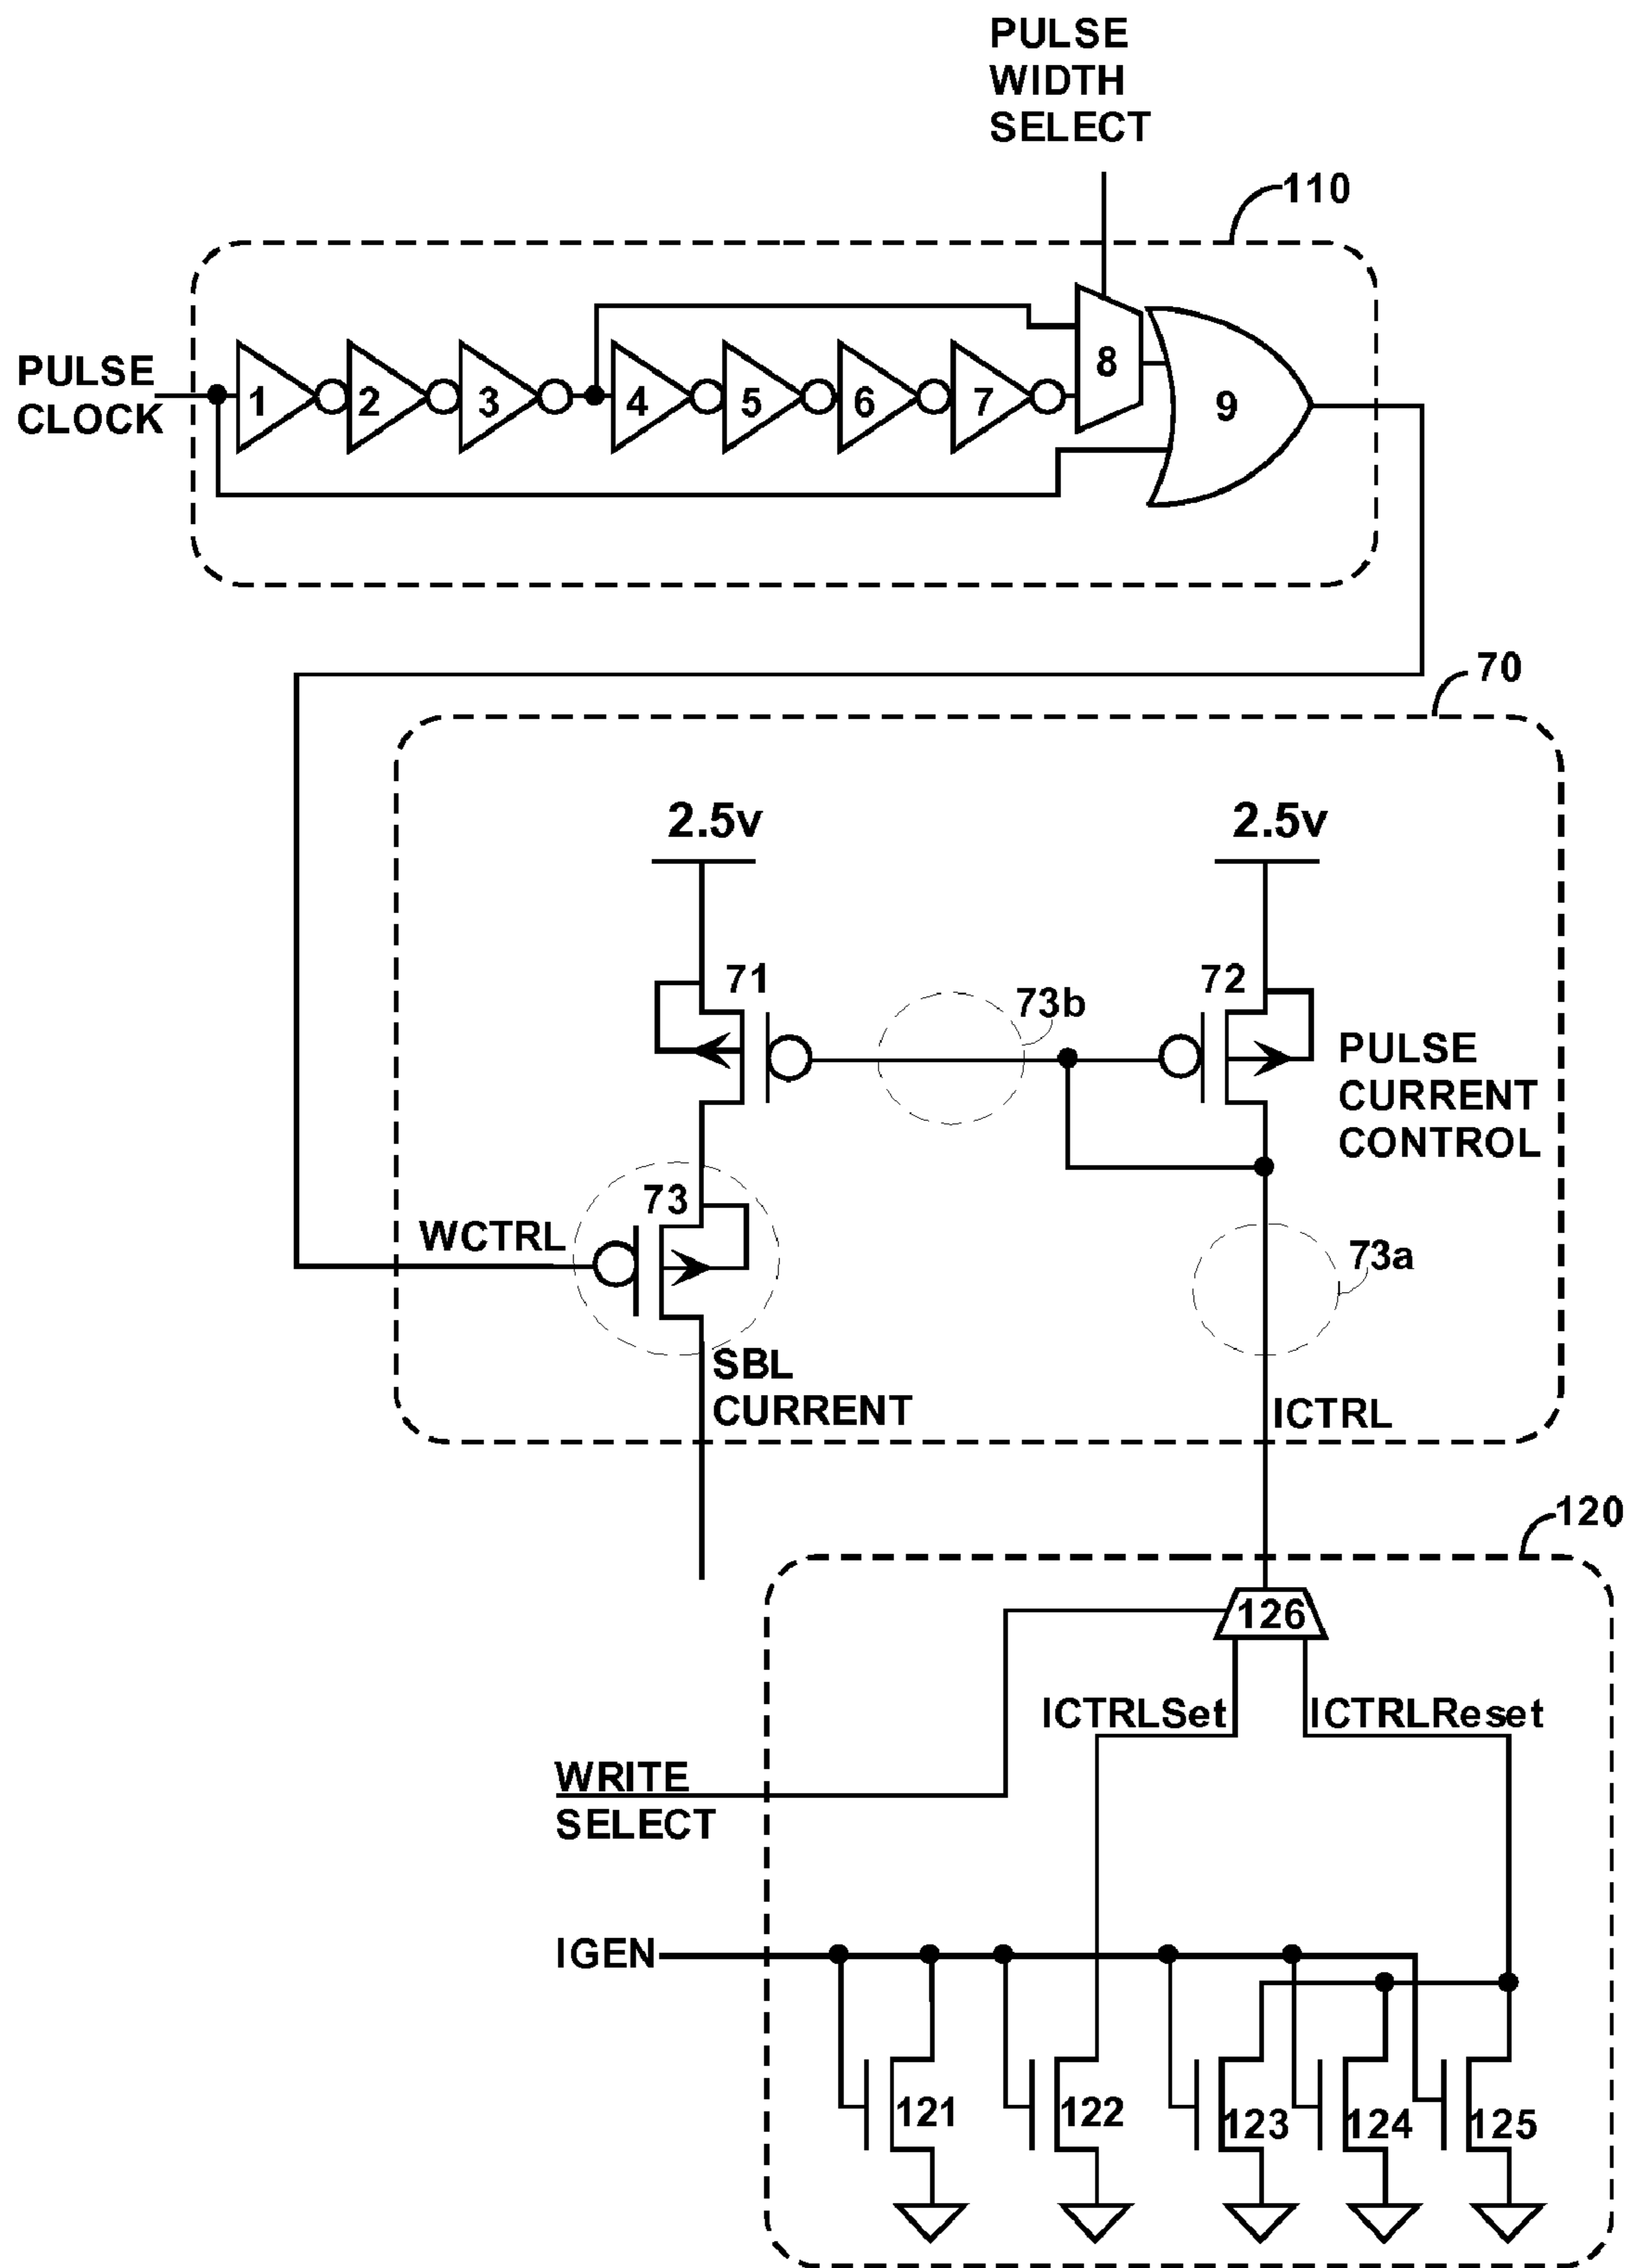 PULSE
WIDTH
SELECT
110
PULSE
CLOCK
1
2
3
4
5
6
7
8
9
70
2.5v
2.5v
71
72
73b
PULSE
CURRENT
CONTROL
73
WCTRL
73a
SBL
CURRENT
ICTRL
120
126
ICTRLSet
ICTRLReset
WRITE
SELECT
IGEN
121
122
123
124
125